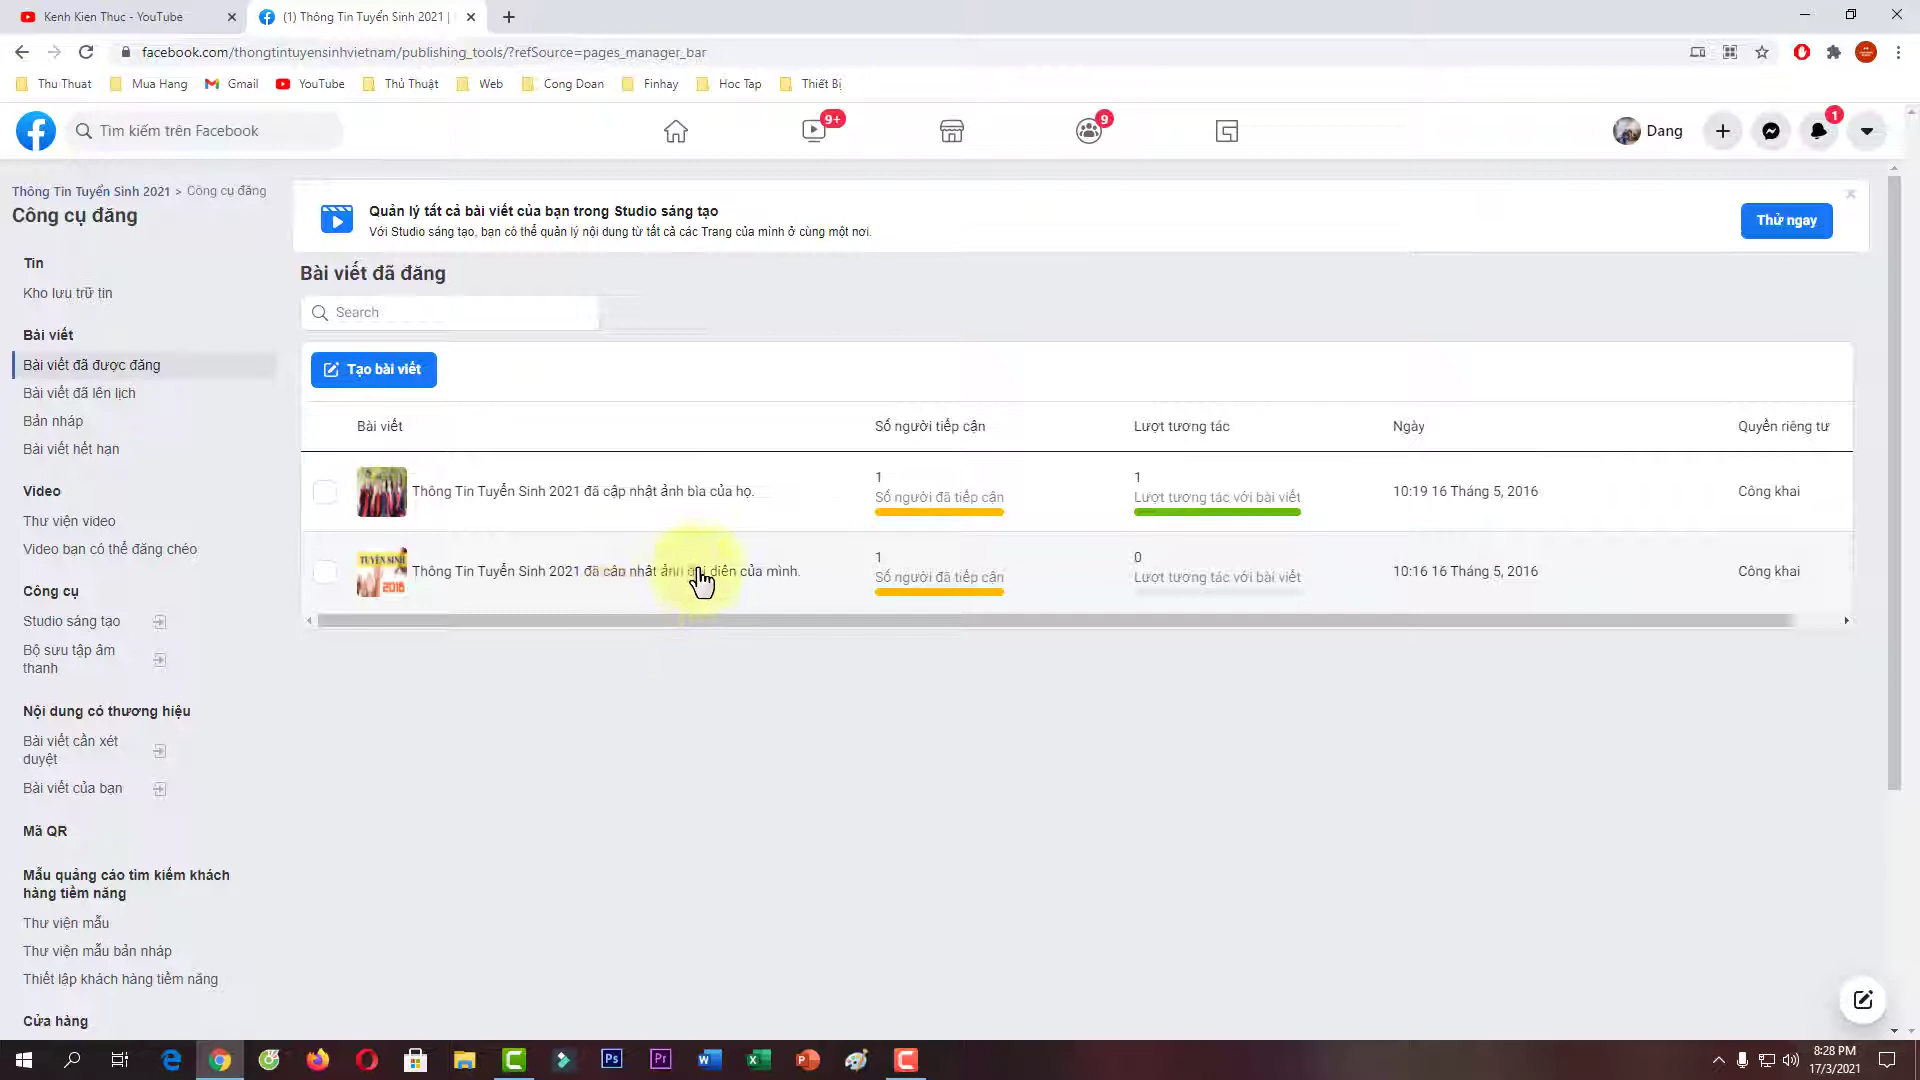 Kenh Kien Thuc - YouTube
(1) Thông Tin Tuyển Sinh 2021 |
facebook.com/thongtintuyensinhvietnam/publishing_tools/?refSource=pages_manager_bar
Thu Thuat
Mua Hang
Gmail
YouTube
Thủ Thuật
Web
Cong Doan
Finhay
Hoc Tap
Thiết Bị
Tìm kiếm trên Facebook
9+
9
Dang
1
Thông Tin Tuyển Sinh 2021 > Công cụ đăng
Công cụ đăng
Tin
Kho lưu trữ tin
Bài viết
Bài viết đã được đăng
Bài viết đã lên lịch
Bản nháp
Bài viết hết hạn
Video
Thư viện video
Video bạn có thể đăng chéo
Công cụ
Studio sáng tạo
Bộ sưu tập âm
thanh
Nội dung có thương hiệu
Bài viết cần xét
duyệt
Bài viết của bạn
Mã QR
Mẫu quảng cáo tìm kiếm khách
hàng tiềm năng
Thư viện mẫu
Thư viện mẫu bản nháp
Thiết lập khách hàng tiềm năng
Cửa hàng
Quản lý tất cả bài viết của bạn trong Studio sáng tạo
Với Studio sáng tạo, bạn có thể quản lý nội dung từ tất cả các Trang của mình ở cùng một nơi.
Thử ngay
Bài viết đã đăng
Search
Tạo bài viết
Bài viết
Số người tiếp cận
Lượt tương tác
Ngày
Quyền riêng tư
Thông Tin Tuyển Sinh 2021 đã cập nhật ảnh bìa của họ.
1
Số người đã tiếp cận
1
Lượt tương tác với bài viết
10:19 16 Tháng 5, 2016
Công khai
TUYỂN SINH
2016
Thông Tin Tuyển Sinh 2021 đã cập nhật ảnh đại diện của mình.
1
Số người đã tiếp cận
0
Lượt tương tác với bài viết
10:16 16 Tháng 5, 2016
Công khai
8:28 PM
17/3/2021